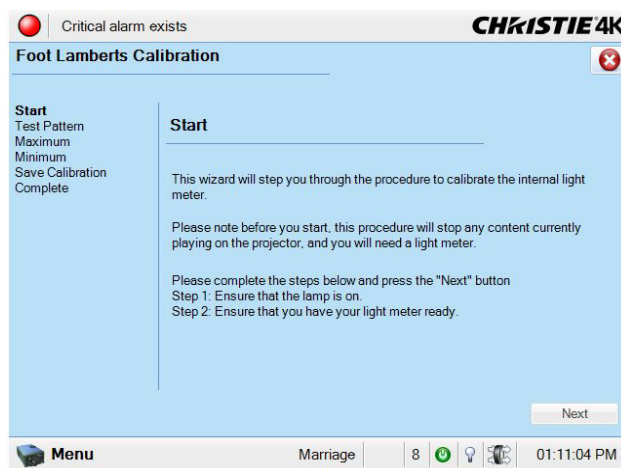 Critical alarm exists
CHRISTIE 4K
Foot Lamberts Calibration
Start
Test Pattern
Maximum
Minimum
Save Calibration
Complete
Start
This wizard will step you through the procedure to calibrate the internal light
meter.
Please note before you start, this procedure will stop any content currently
playing on the projector, and you will need a light meter.
Please complete the steps below and press the "Next" button
Step 1: Ensure that the lamp is on.
Step 2: Ensure that you have your light meter ready.
Next
Menu
Marriage
8
01:11:04 PM